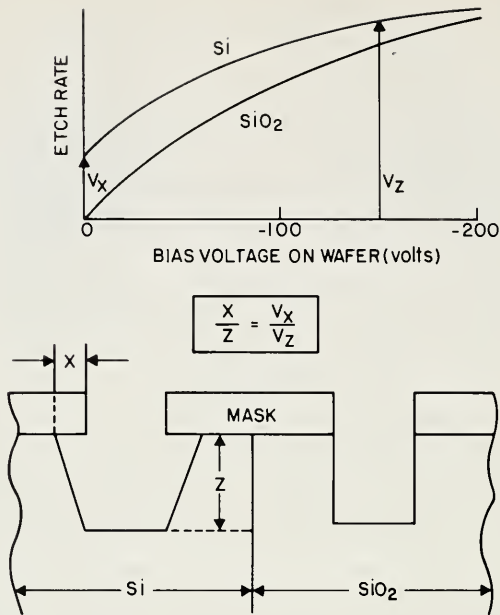 ETCH RATE
Si
SiO2
VX
VZ
0
-100
-200
BIAS VOLTAGE ON WAFER (volts)
X/Z = VX/VZ
X
MASK
Z
Si
SiO2